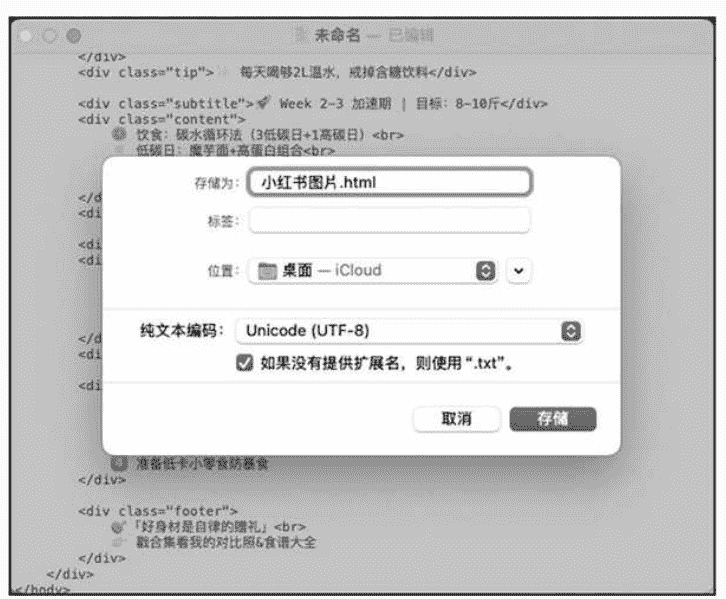 未命名 — 已编辑
</div>
<div class="tip"> 每天喝够2L温水，戒掉含糖饮料</div>
<div class="subtitle">🚀 Week 2-3 加速期 | 目标：8-10斤</div>
<div class="content">
饮食：碳水循环法（3低碳日+1高碳日）<br>
低碳日：魔芋面+高蛋白组合<br>
存储为：小红书图片.html
</d
标签：
<di
<di
<di
位置：桌面 — iCloud
纯文本编码：Unicode (UTF-8)
</d
<di
如果没有提供扩展名，则使用“.txt”。
<di
取消 存储
准备低卡小零食防暴食
</div>
<div class="footer">
「好身材是自律的赠礼」<br>
戳合集看我的对比照&食谱大全
</div>
</div>
</body>